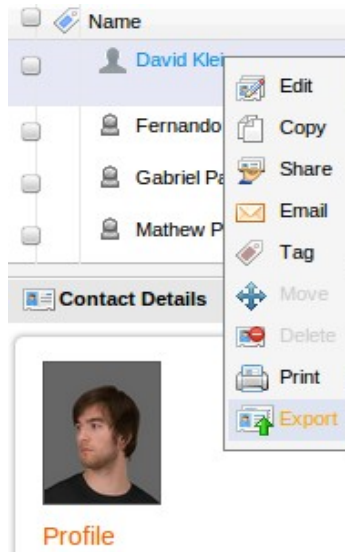 Name
David Klei
Edit
Fernando
Copy
Gabriel Pa
Share
Email
Mathew P
Tag
Contact Details
Move
Delete
Print
Export
Profile